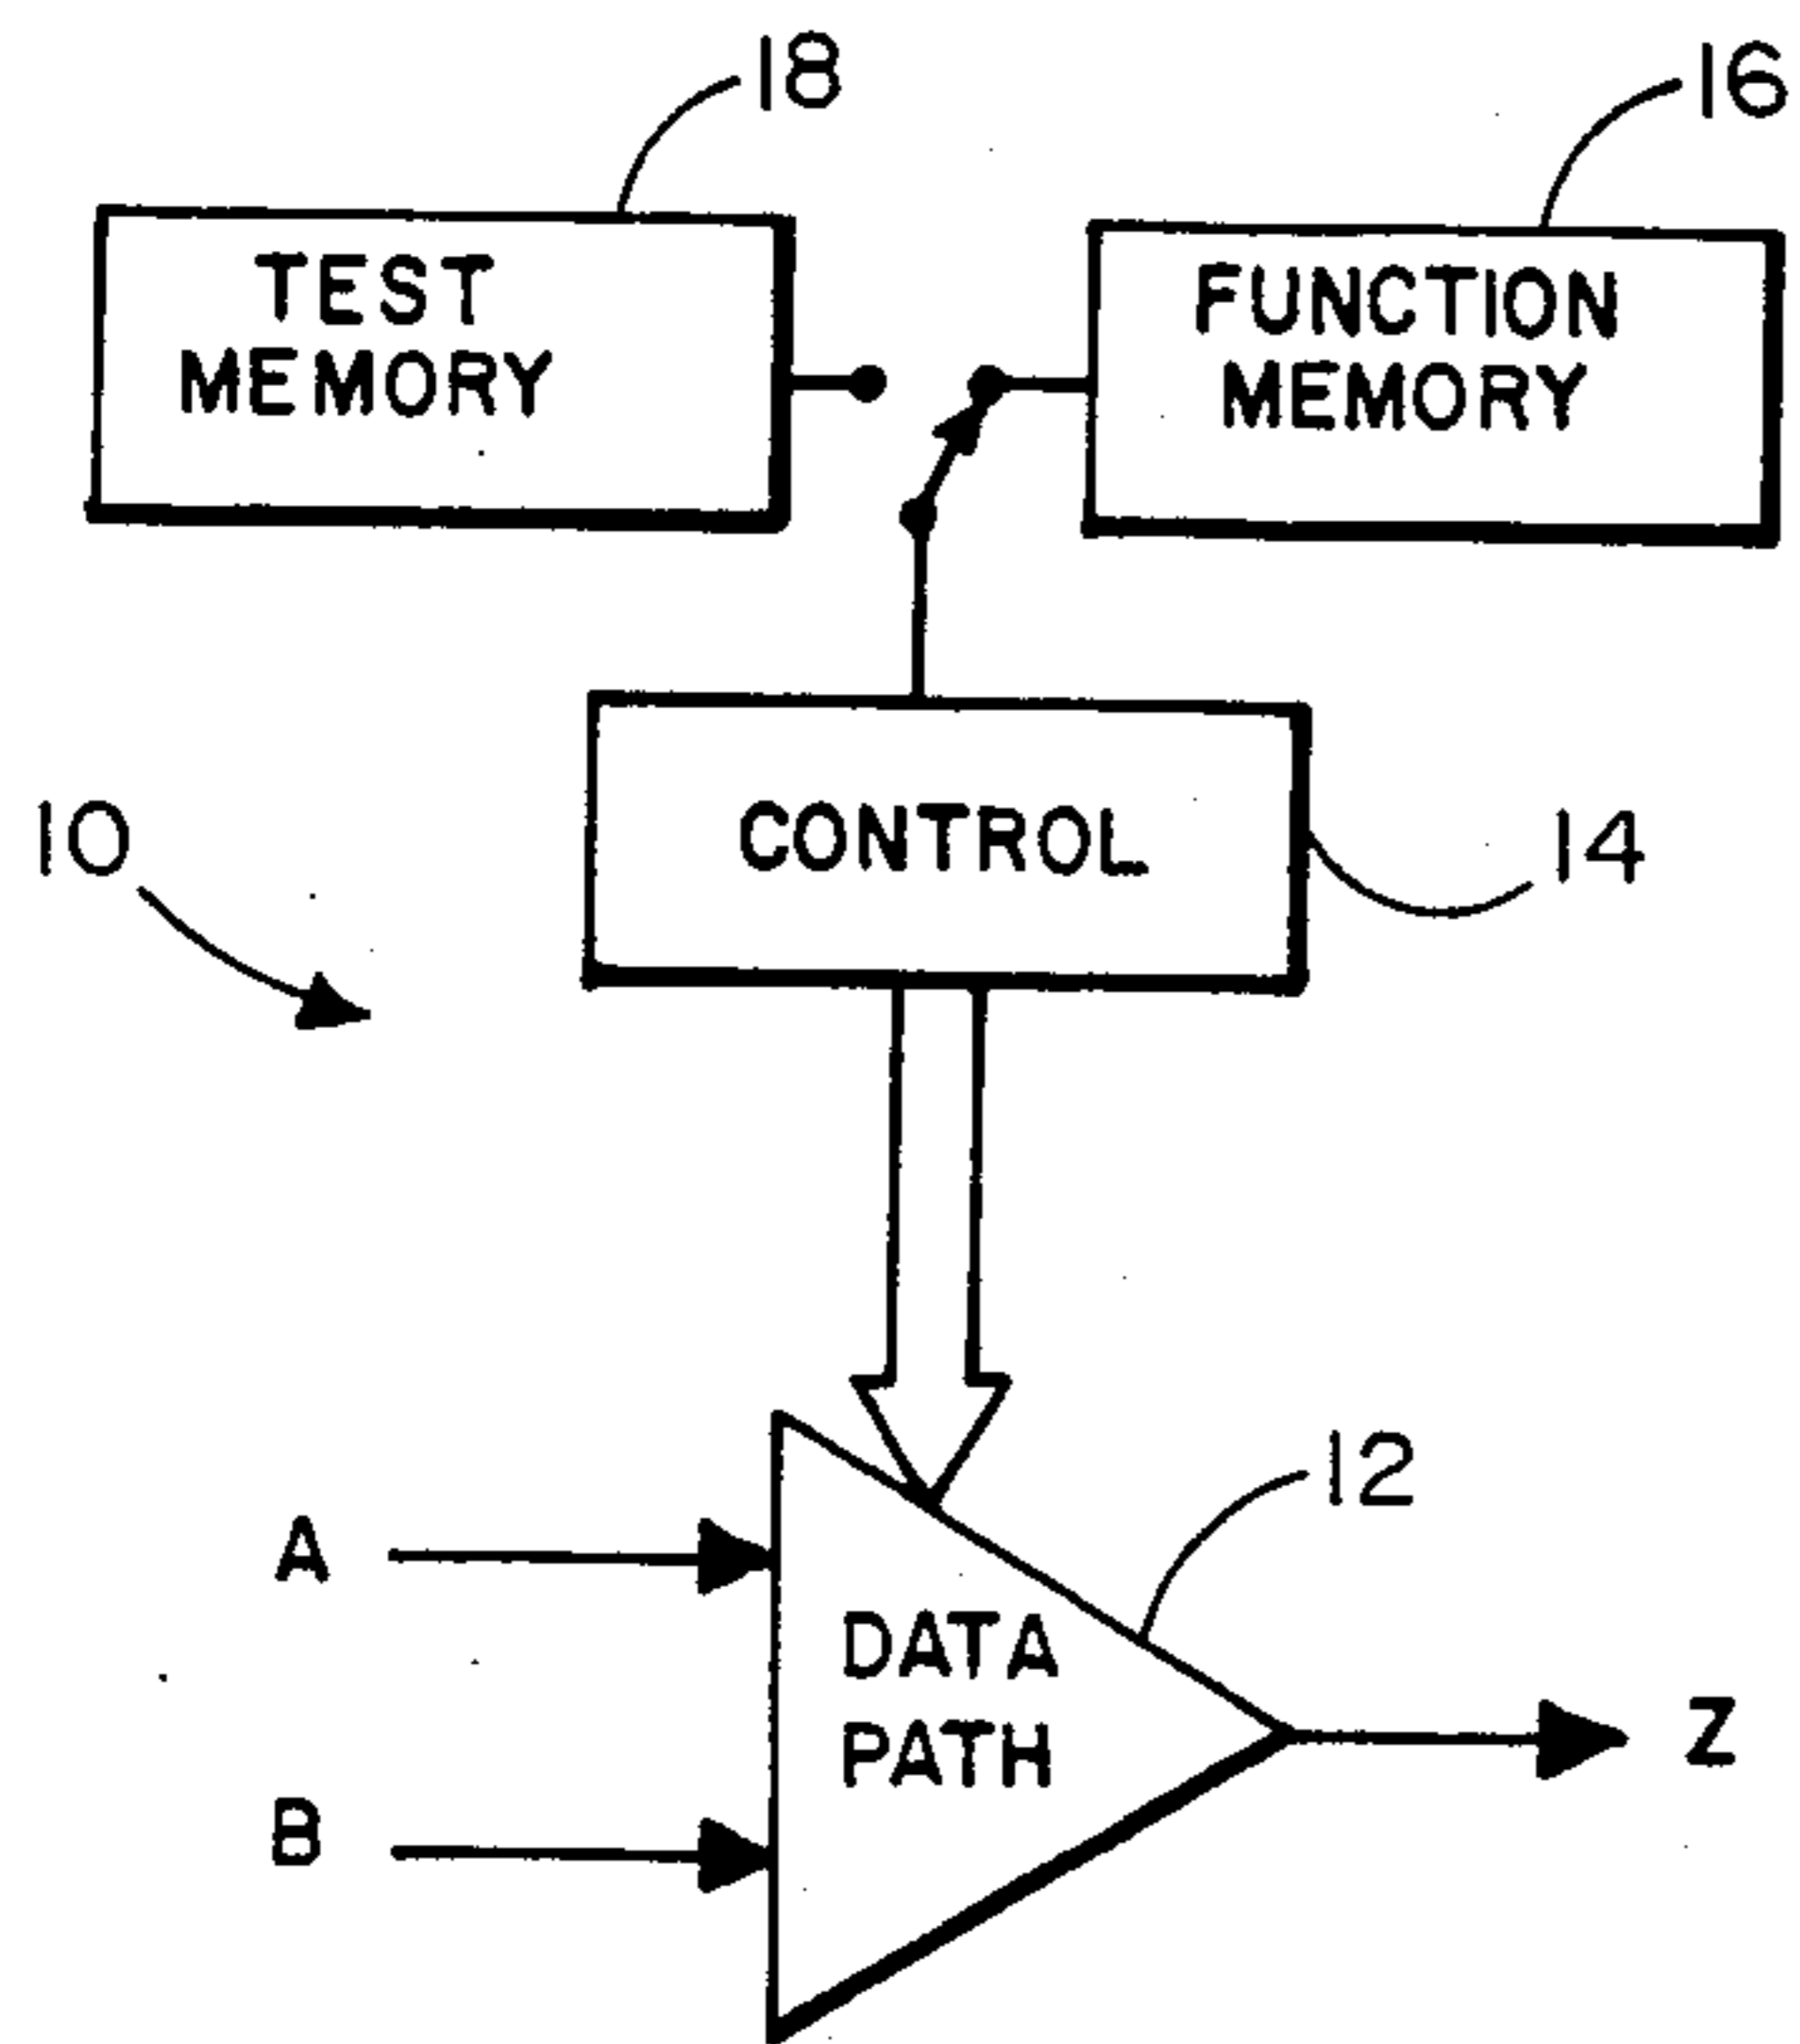 18
16
TEST
MEMORY
FUNCTION
MEMORY
10
CONTROL
14
12
A
DATA
PATH
Z
B